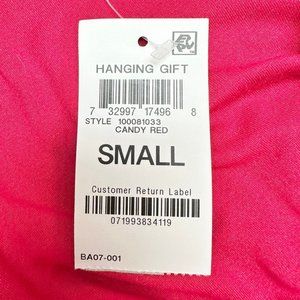 HANGING GIFT
7 32997 17496 8
STYLE 100081033
CANDY RED
SMALL
Customer Return Label
071993834119
BA07-001